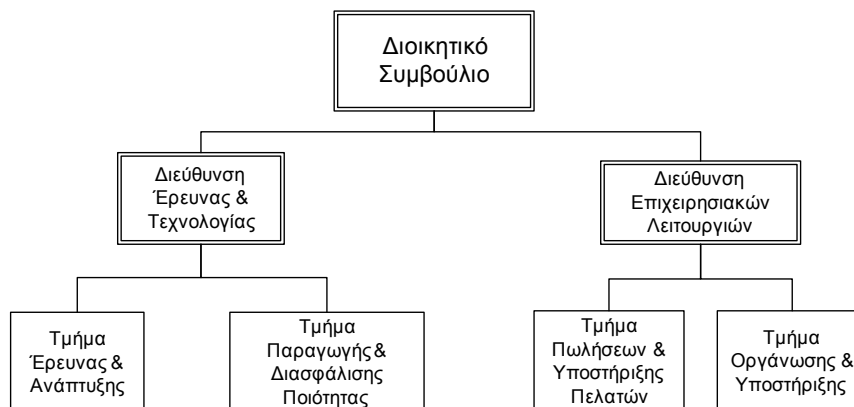 Διοικητικό
Συμβούλιο
Διεύθυνση
Έρευνας &
Τεχνολογίας
Διεύθυνση
Επιχειρησιακών
Λειτουργιών
Τμήμα
Έρευνας &
Ανάπτυξης
Τμήμα
Παραγωγής &
Διασφάλισης
Ποιότητας
Τμήμα
Πωλήσεων &
Υποστήριξης
Πελατών
Τμήμα
Οργάνωσης &
Υποστήριξης